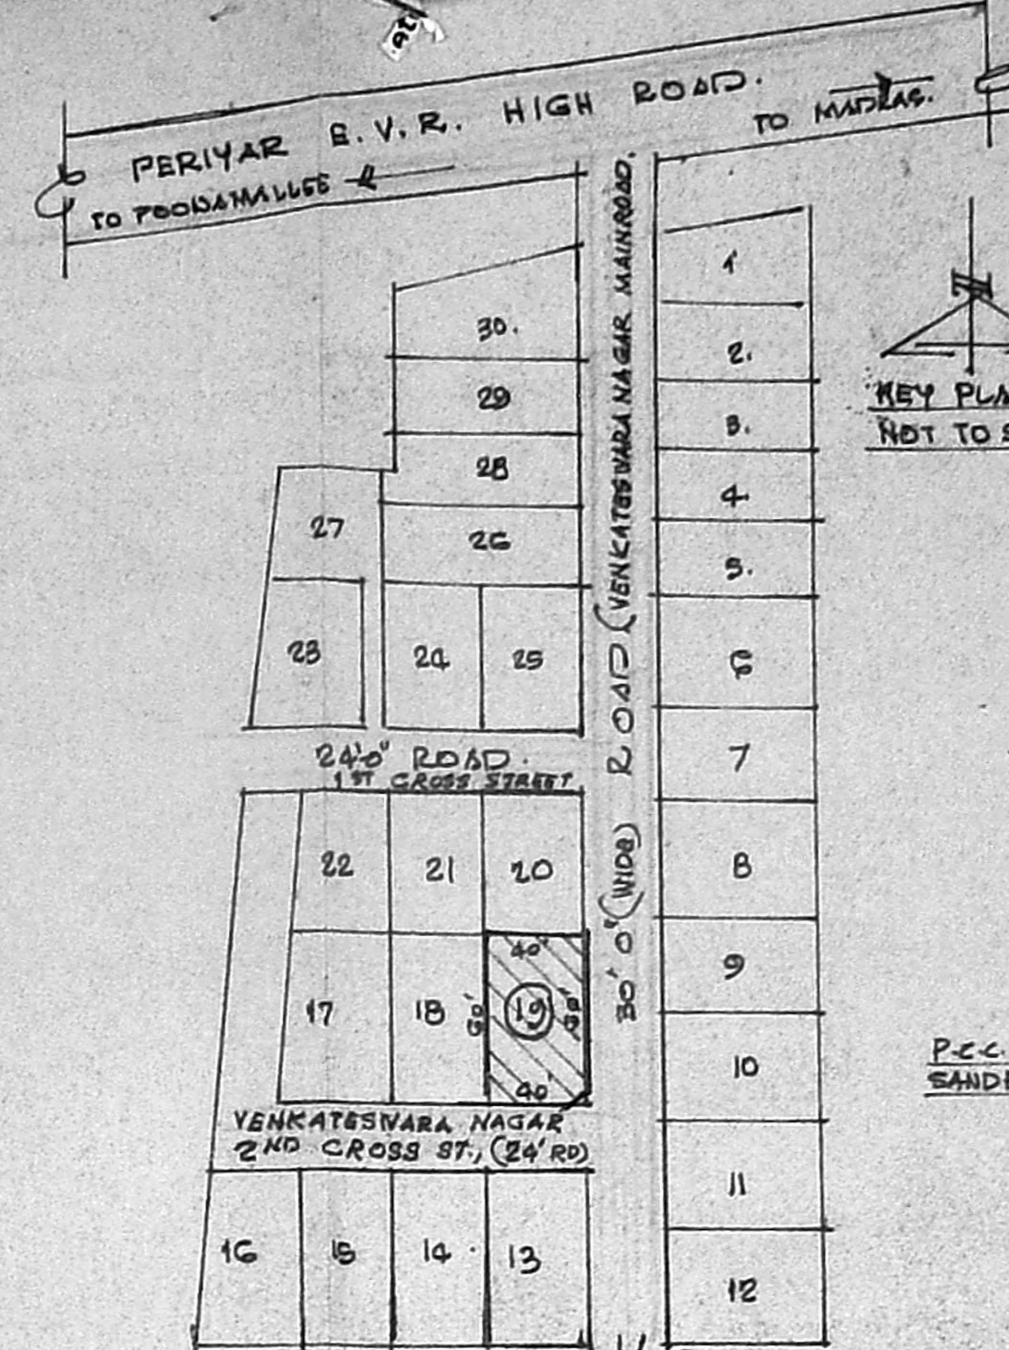 PERIYAR E.V.R. HIGH ROAD.
TO MADRAS.
TO POONAMALLEE
30'0" (WIDE) ROAD (VENKATESWARA NAGAR MAINROAD.
1
30.
2.
29
KEY PLA
3.
NOT TO S
28
4
27
26
5.
23
24
25
6
24'0" ROAD.
7
1ST CROSS STREET
22
21
20
8
40'
9
17
18
60'
19
60'
10
P.C.C.
SAND
40'
VENKATESWARA NAGAR
2ND CROSS ST., (24' RD)
11
16
15
14
13
12